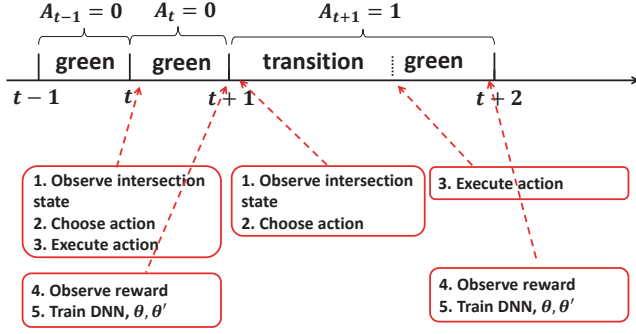 A_{t-1} = 0 A_t = 0 A_{t+1} = 1
green green transition green
t − 1 t t + 1 t + 2
1. Observe intersection
state
2. Choose action
3. Execute action
1. Observe intersection
state
2. Choose action
3. Execute action
4. Observe reward
5. Train DNN, θ, θ′
4. Observe reward
5. Train DNN, θ, θ′